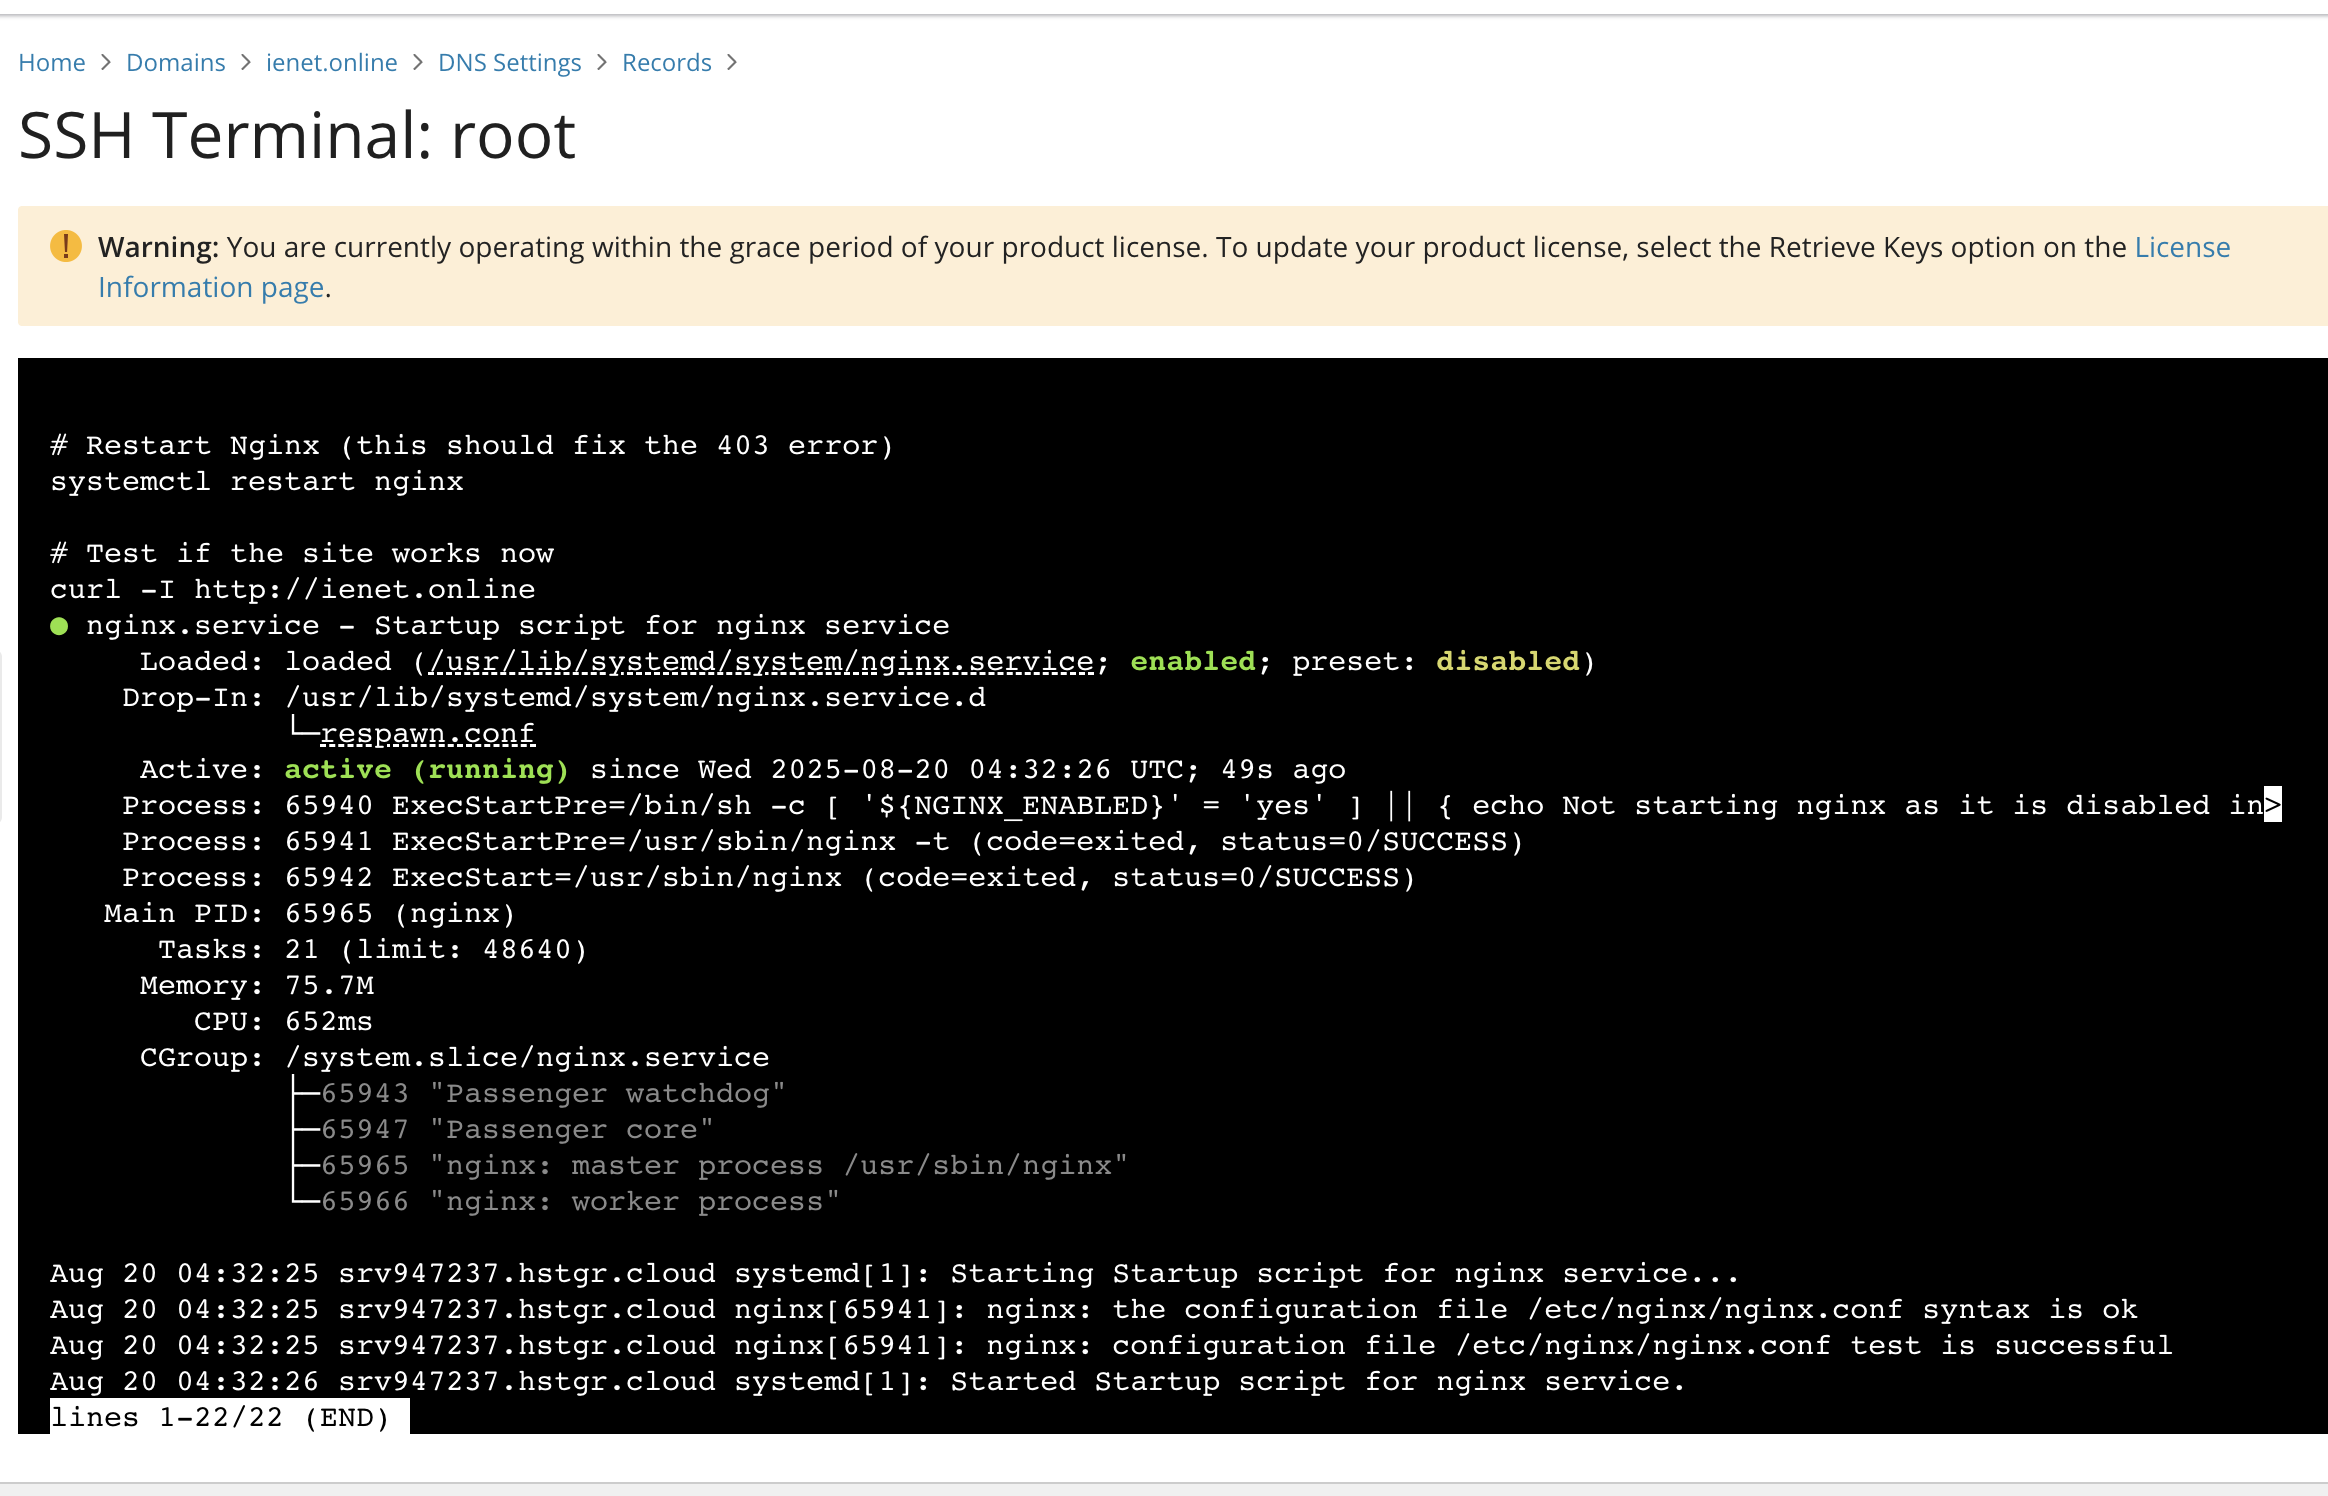 Home > Domains > ienet.online > DNS Settings > Records >
SSH Terminal: root
Warning: You are currently operating within the grace period of your product license. To update your product license, select the Retrieve Keys option on the License
Information page.
# Restart Nginx (this should fix the 403 error)
systemctl restart nginx
# Test if the site works now
curl -I http://ienet.online
● nginx.service - Startup script for nginx service
     Loaded: loaded (/usr/lib/systemd/system/nginx.service; enabled; preset: disabled)
    Drop-In: /usr/lib/systemd/system/nginx.service.d
             └─respawn.conf
     Active: active (running) since Wed 2025-08-20 04:32:26 UTC; 49s ago
    Process: 65940 ExecStartPre=/bin/sh -c [ '${NGINX_ENABLED}' = 'yes' ] || { echo Not starting nginx as it is disabled in>
    Process: 65941 ExecStartPre=/usr/sbin/nginx -t (code=exited, status=0/SUCCESS)
    Process: 65942 ExecStart=/usr/sbin/nginx (code=exited, status=0/SUCCESS)
   Main PID: 65965 (nginx)
      Tasks: 21 (limit: 48640)
     Memory: 75.7M
        CPU: 652ms
     CGroup: /system.slice/nginx.service
             ├─65943 "Passenger watchdog"
             ├─65947 "Passenger core"
             ├─65965 "nginx: master process /usr/sbin/nginx"
             └─65966 "nginx: worker process"
Aug 20 04:32:25 srv947237.hstgr.cloud systemd[1]: Starting Startup script for nginx service...
Aug 20 04:32:25 srv947237.hstgr.cloud nginx[65941]: nginx: the configuration file /etc/nginx/nginx.conf syntax is ok
Aug 20 04:32:25 srv947237.hstgr.cloud nginx[65941]: nginx: configuration file /etc/nginx/nginx.conf test is successful
Aug 20 04:32:26 srv947237.hstgr.cloud systemd[1]: Started Startup script for nginx service.
lines 1-22/22 (END)